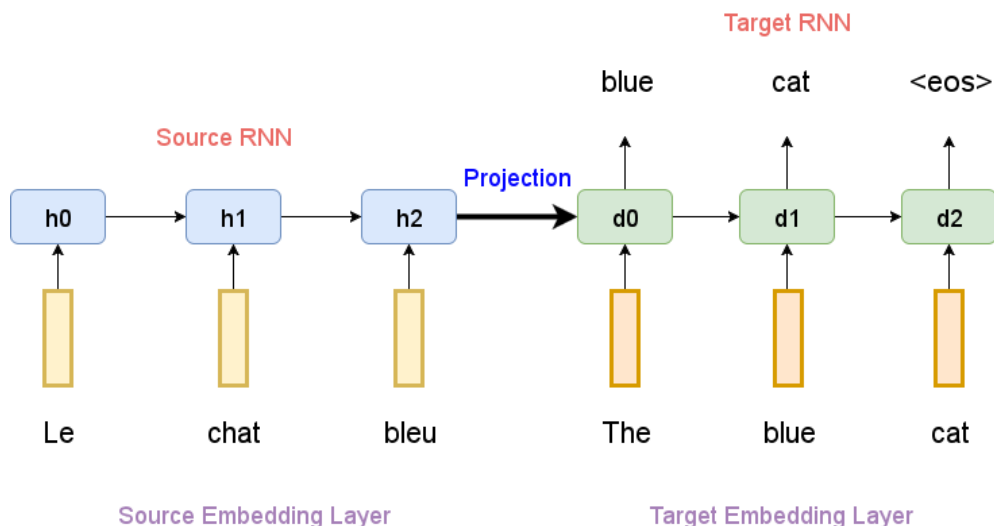 Target RNN
blue cat <eos>
Source RNN
Projection
h0 h1 h2 d0 d1 d2
Le chat bleu The blue cat
Source Embedding Layer Target Embedding Layer